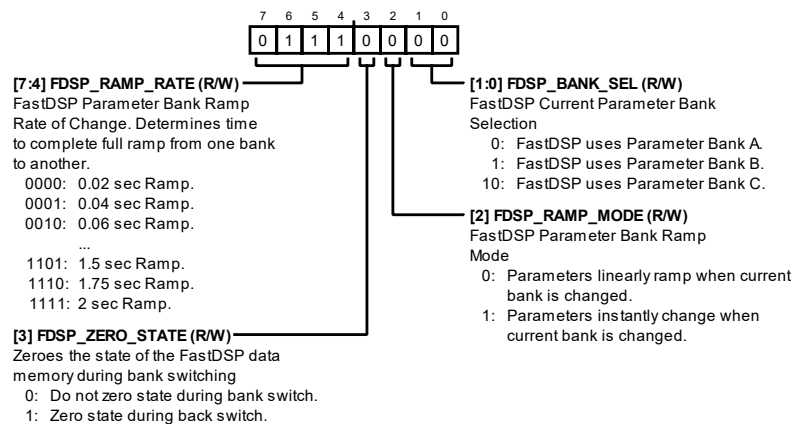 7 6 5 4 3 2 1 0
0 1 1 1 0 0 0 0
[7:4] FDSP_RAMP_RATE (R/W)
FastDSP Parameter Bank Ramp
Rate of Change. Determines time
to complete full ramp from one bank
to another.
0000: 0.02 sec Ramp.
0001: 0.04 sec Ramp.
0010: 0.06 sec Ramp.
...
1101: 1.5 sec Ramp.
1110: 1.75 sec Ramp.
1111: 2 sec Ramp.
[3] FDSP_ZERO_STATE (R/W)
Zeroes the state of the FastDSP data
memory during bank switching
0: Do not zero state during bank switch.
1: Zero state during back switch.
[1:0] FDSP_BANK_SEL (R/W)
FastDSP Current Parameter Bank
Selection
0: FastDSP uses Parameter Bank A.
1: FastDSP uses Parameter Bank B.
10: FastDSP uses Parameter Bank C.
[2] FDSP_RAMP_MODE (R/W)
FastDSP Parameter Bank Ramp
Mode
0: Parameters linearly ramp when current
bank is changed.
1: Parameters instantly change when
current bank is changed.